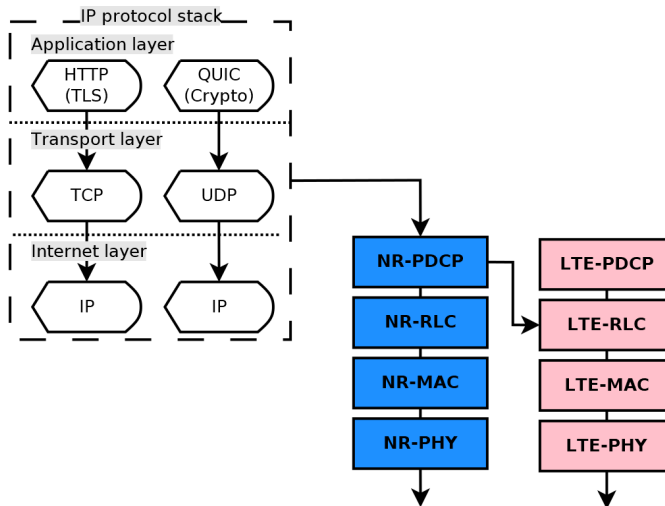 IP protocol stack
Application layer
HTTP
(TLS)
QUIC
(Crypto)
Transport layer
TCP
UDP
Internet layer
IP
IP
NR-PDCP
NR-RLC
NR-MAC
NR-PHY
LTE-PDCP
LTE-RLC
LTE-MAC
LTE-PHY